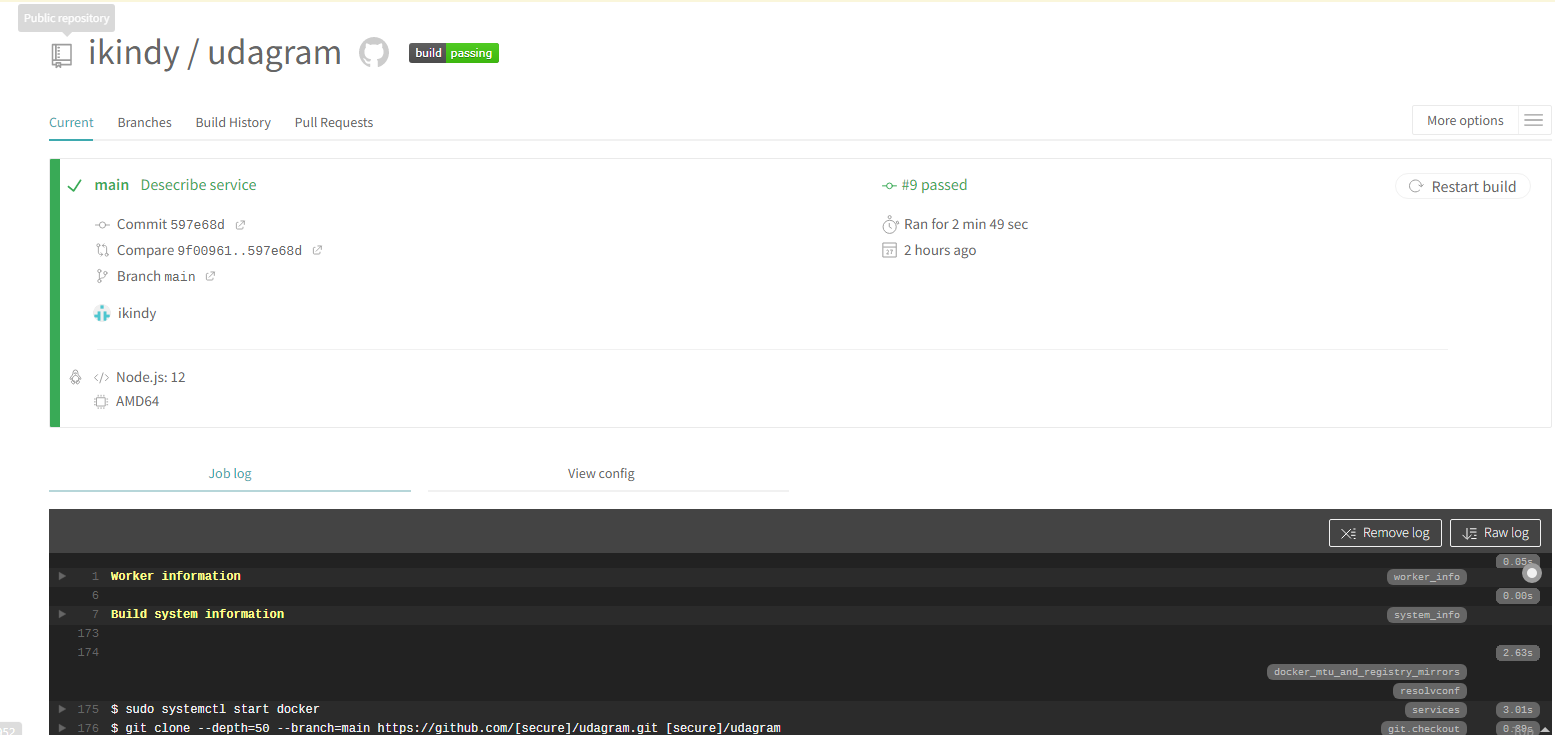 Public repository
ikindy / udagram build passing
Current Branches Build History Pull Requests More options
main Desecribe service #9 passed Restart build
Commit 597e68d Ran for 2 min 49 sec
Compare 9f00961..597e68d 2 hours ago
Branch main
ikindy
</> Node.js: 12
AMD64
Job log View config
Remove log Raw log
0.05s
1 Worker information worker_info
6 0.00s
7 Build system information system_info
173
174 2.63s
docker_mtu_and_registry_mirrors
resolvconf
175 $ sudo systemctl start docker services 3.01s
176 $ git clone --depth=50 --branch=main https://github.com/[secure]/udagram.git [secure]/udagram git.checkout